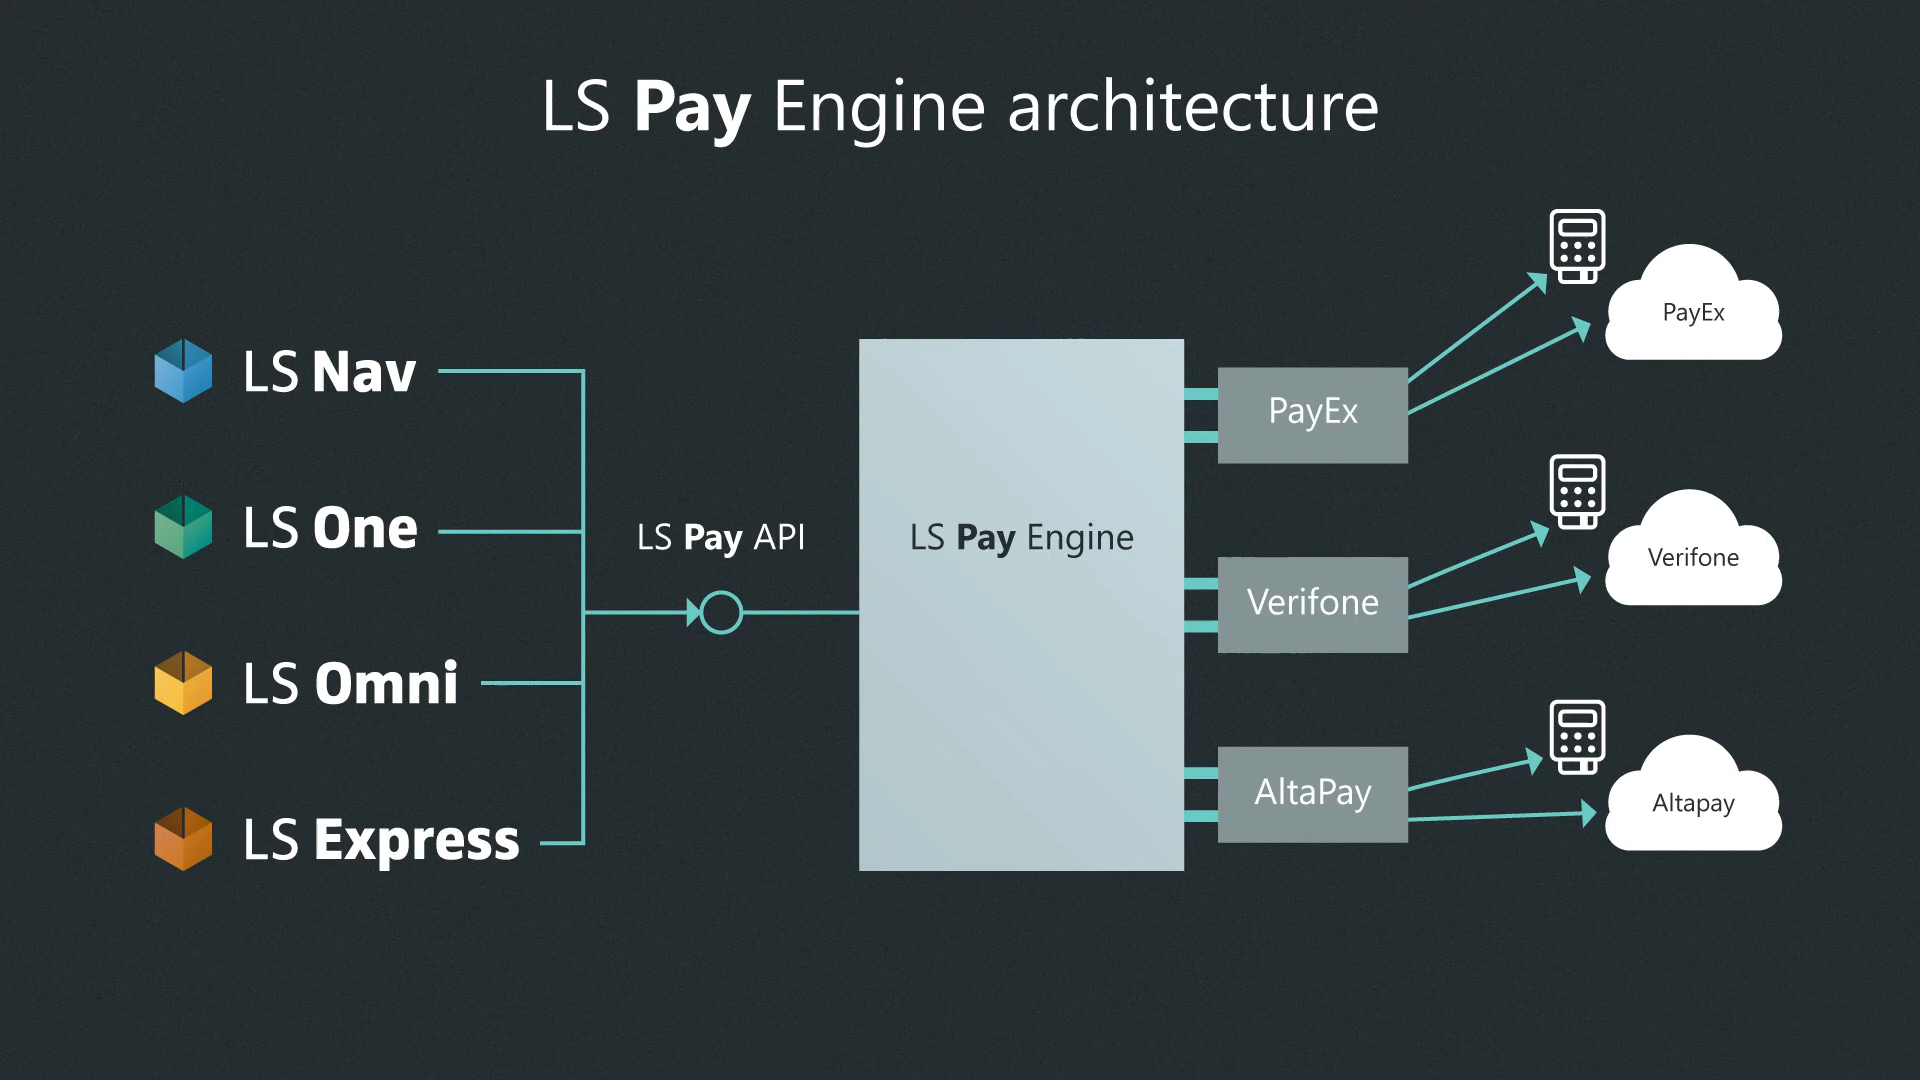 LS Pay Engine architecture
LS Nav
LS One
LS Omni
LS Express
LS Pay API
LS Pay Engine
PayEx
Verifone
AltaPay
PayEx
Verifone
Altapay